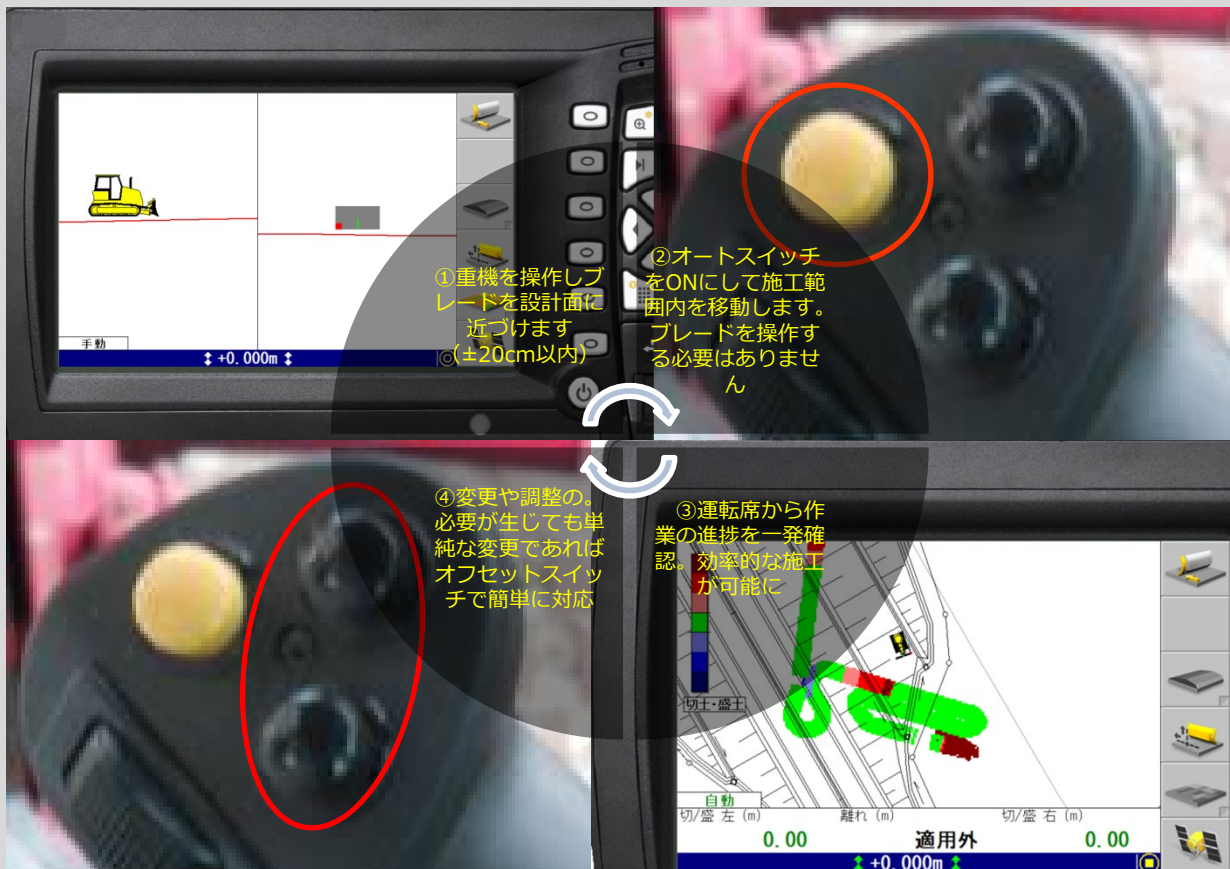 手動
↕ +0.000m ↕
①重機を操作しブ
レードを設計面に
近づけます
(±20cm以内)
②オートスイッチ
をONにして施工範
囲内を移動します。
ブレードを操作す
る必要はありませ
ん
④変更や調整の。
必要が生じても単
純な変更であれば
オフセットスイッ
チで簡単に対応
③運転席から作
業の進捗を一発確
認。効率的な施工
が可能に
切土・盛土
自動
切/盛 左 (m) 離れ (m) 切/盛 右 (m)
0.00 適用外 0.00
↕ +0.000m ↕